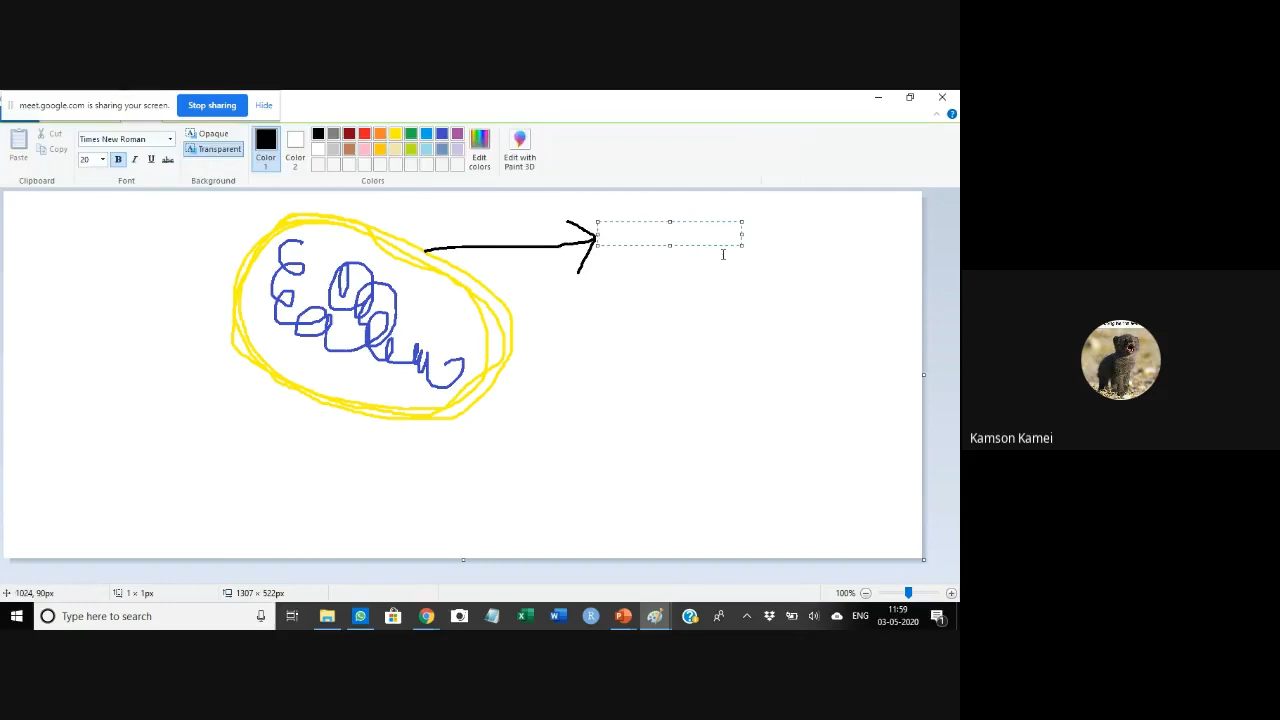 meet.google.com is sharing your screen. Stop sharing Hide
Paste
Cut
Copy
Clipboard
Times New Roman
20 B I U abc
Font
Opaque
Transparent
Background
Color 1
Color 2
Edit colors
Edit with Paint 3D
Colors
Kamson Kamei
1024, 90px 1 × 1px 1307 × 522px 100%
Type here to search
ENG
11:59
03-05-2020
1